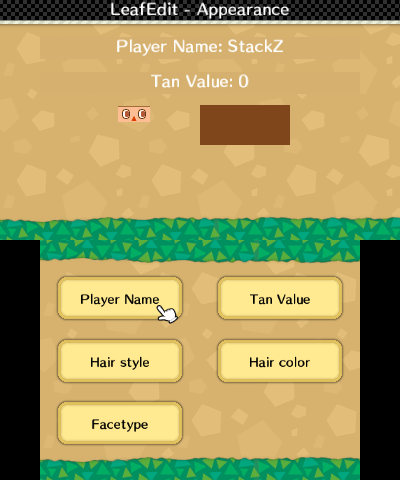 LeafEdit - Appearance
Player Name: StackZ
Tan Value: 0
Player Name
Tan Value
Hair style
Hair color
Facetype